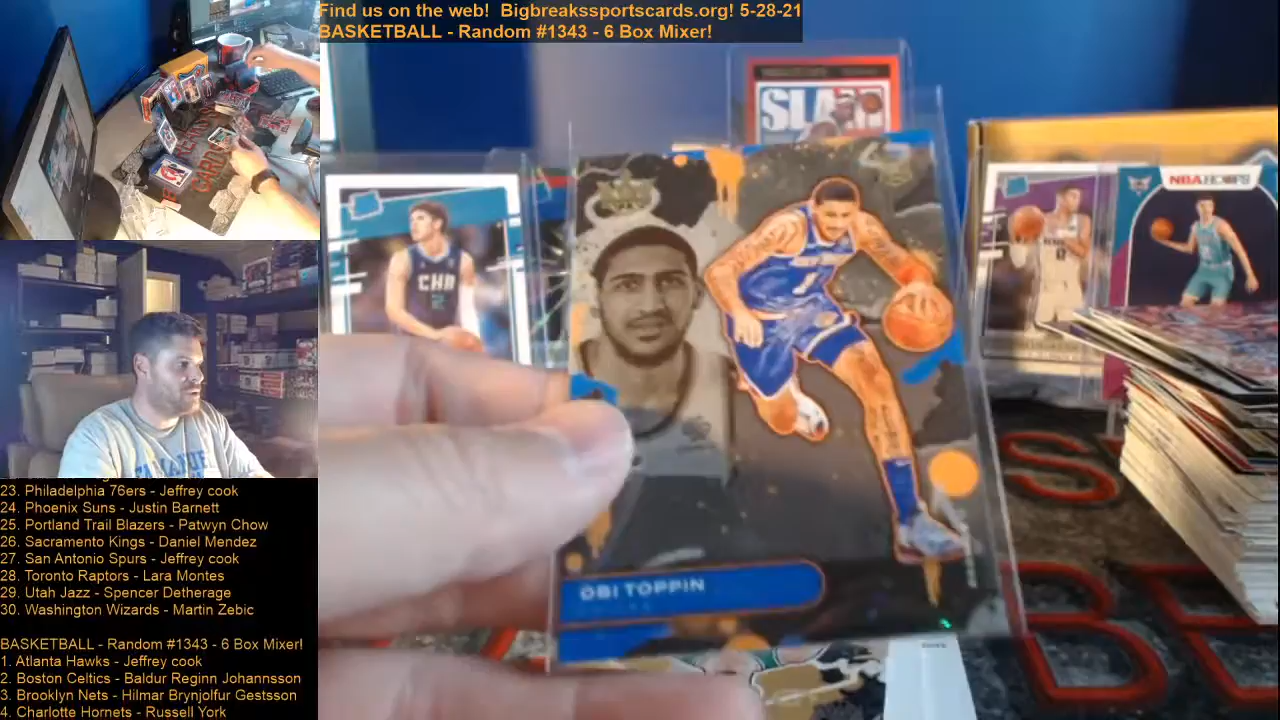 Find us on the web! Bigbreakssportscards.org! 5-28-21
BASKETBALL - Random #1343 - 6 Box Mixer!
SLAM
NBA HOOPS
CHA
2
OBI TOPPIN
23. Philadelphia 76ers - Jeffrey cook
24. Phoenix Suns - Justin Barnett
25. Portland Trail Blazers - Patwyn Chow
26. Sacramento Kings - Daniel Mendez
27. San Antonio Spurs - Jeffrey cook
28. Toronto Raptors - Lara Montes
29. Utah Jazz - Spencer Detherage
30. Washington Wizards - Martin Zebic
BASKETBALL - Random #1343 - 6 Box Mixer!
1. Atlanta Hawks - Jeffrey cook
2. Boston Celtics - Baldur Reginn Johannsson
3. Brooklyn Nets - Hilmar Brynjolfur Gestsson
4. Charlotte Hornets - Russell York